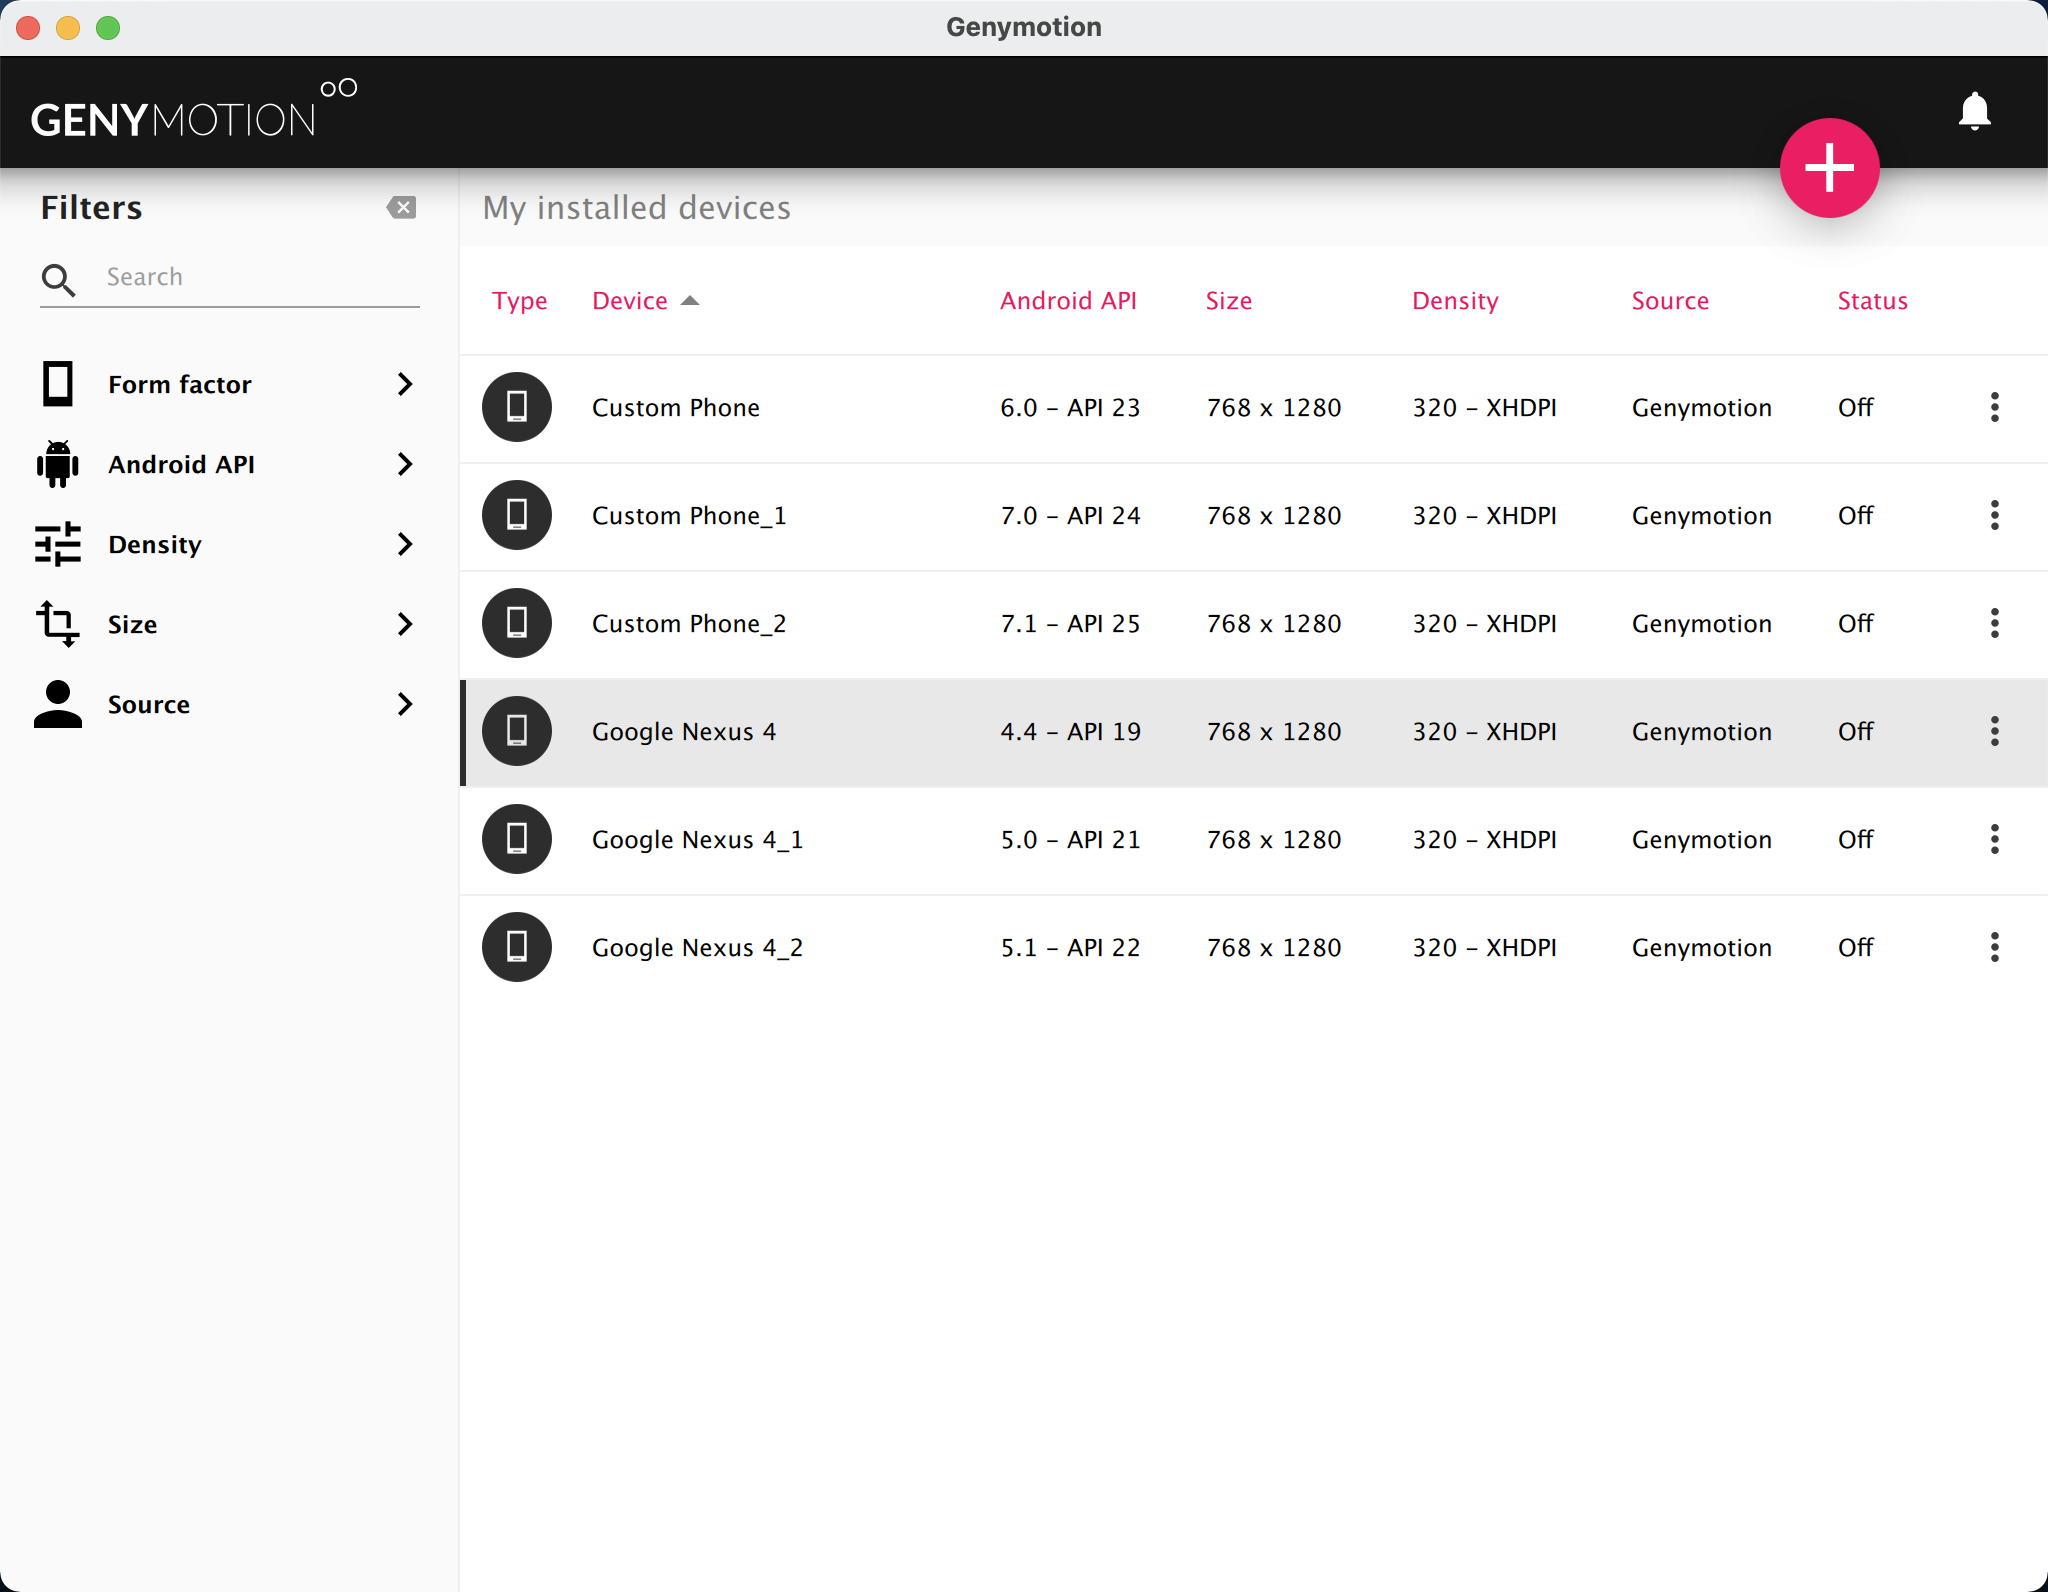 Genymotion
GENYMOTION
Filters
Search
Form factor
Android API
Density
Size
Source
My installed devices
Type Device Android API Size Density Source Status
Custom Phone 6.0 – API 23 768 x 1280 320 – XHDPI Genymotion Off
Custom Phone_1 7.0 – API 24 768 x 1280 320 – XHDPI Genymotion Off
Custom Phone_2 7.1 – API 25 768 x 1280 320 – XHDPI Genymotion Off
Google Nexus 4 4.4 – API 19 768 x 1280 320 – XHDPI Genymotion Off
Google Nexus 4_1 5.0 – API 21 768 x 1280 320 – XHDPI Genymotion Off
Google Nexus 4_2 5.1 – API 22 768 x 1280 320 – XHDPI Genymotion Off